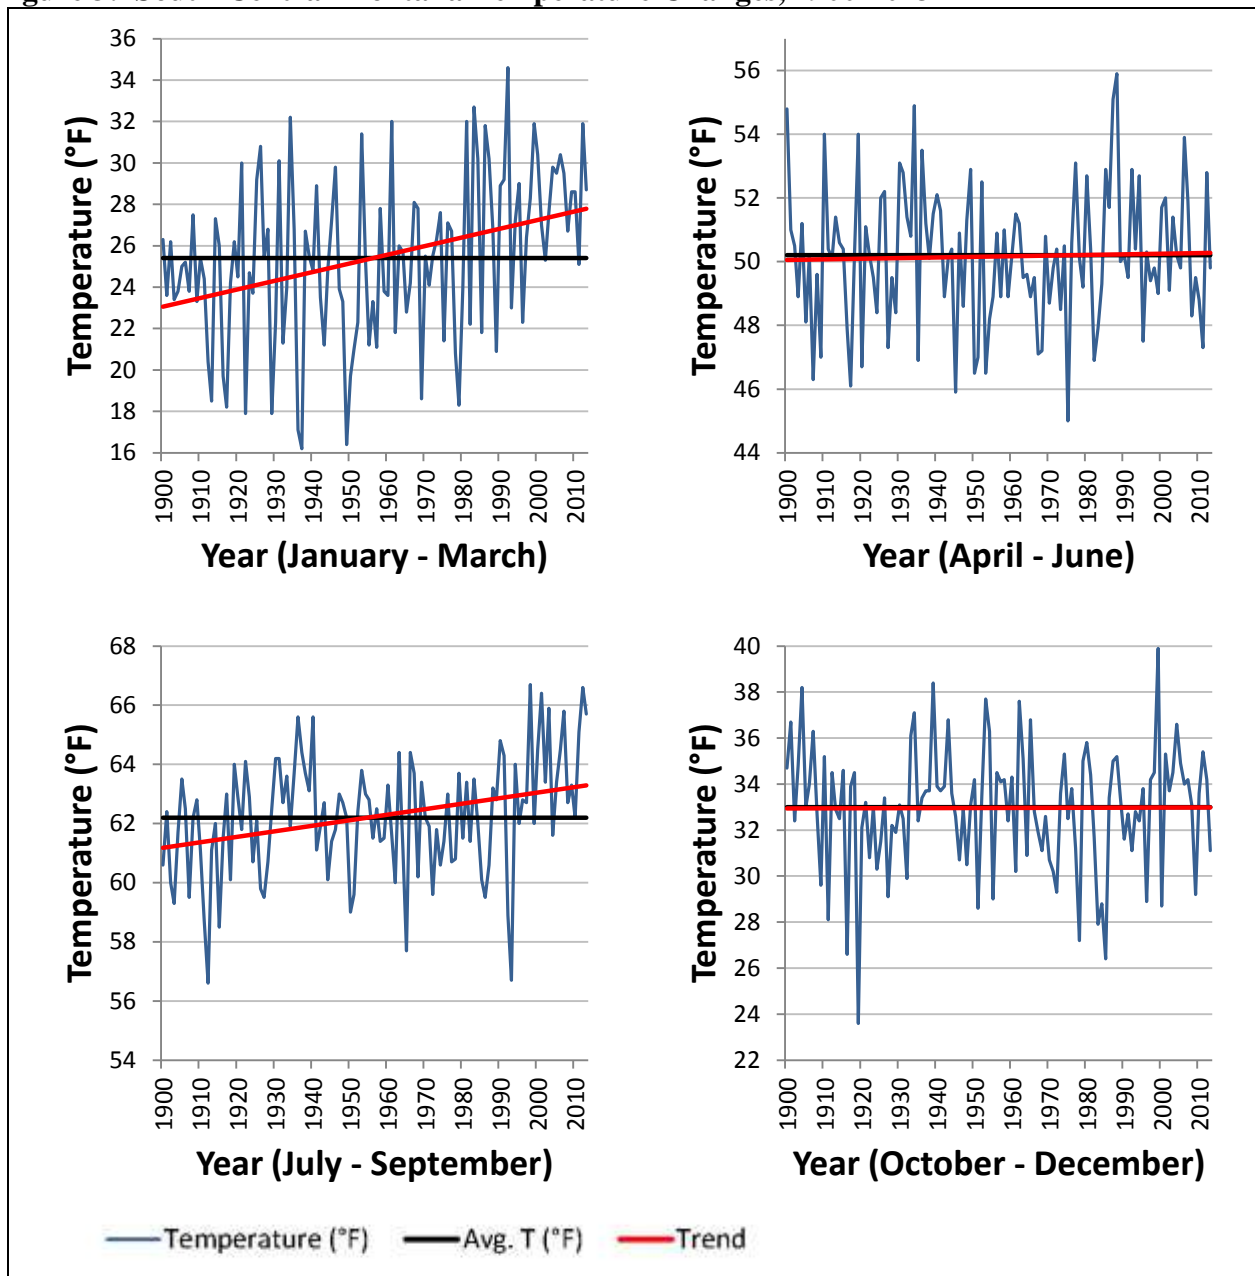 South Central Montana Temperature Changes,
36
34
32
30
28
26
24
22
20
18
16
Temperature (°F)
1900 1910 1920 1930 1940 1950 1960 1970 1980 1990 2000 2010
Year (January - March)
56
54
52
50
48
46
44
Temperature (°F)
1900 1910 1920 1930 1940 1950 1960 1970 1980 1990 2000 2010
Year (April - June)
68
66
64
62
60
58
56
54
Temperature (°F)
1900 1910 1920 1930 1940 1950 1960 1970 1980 1990 2000 2010
Year (July - September)
40
38
36
34
32
30
28
26
24
22
Temperature (°F)
1900 1910 1920 1930 1940 1950 1960 1970 1980 1990 2000 2010
Year (October - December)
Temperature (°F) Avg. T (°F) Trend